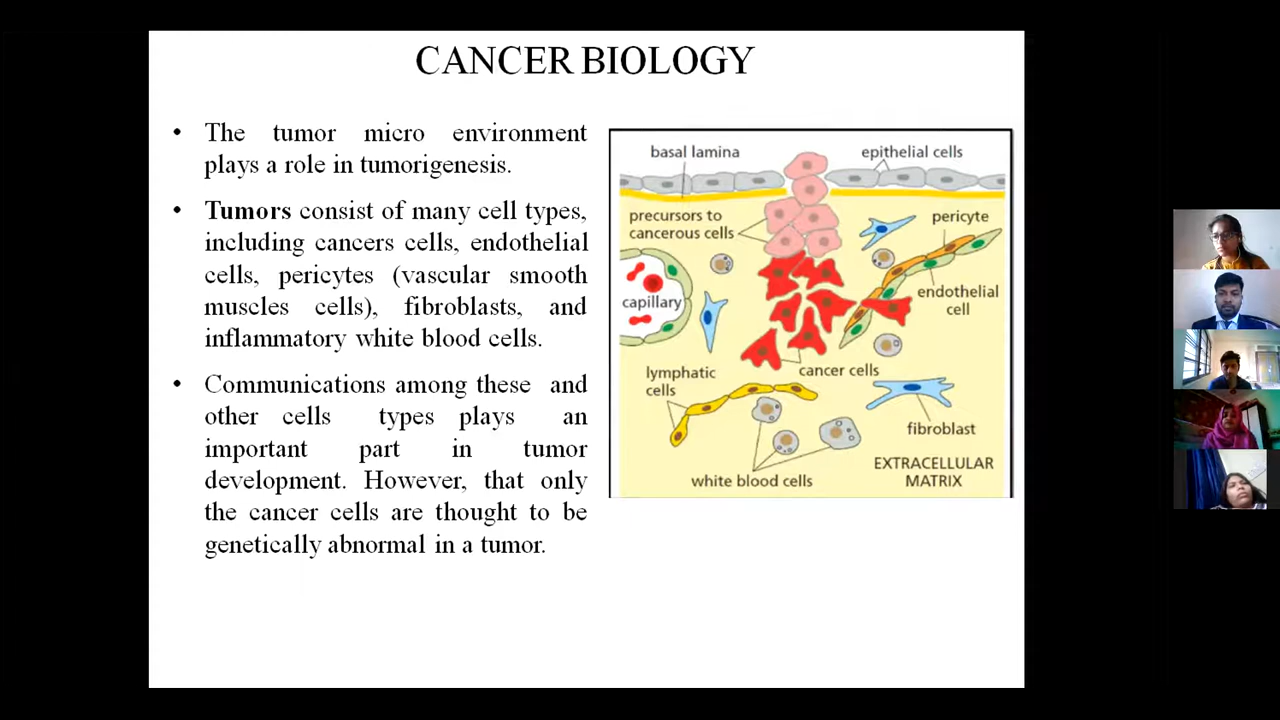 CANCER BIOLOGY
• The tumor micro environment
plays a role in tumorigenesis.
• Tumors consist of many cell types,
including cancers cells, endothelial
cells, pericytes (vascular smooth
muscles cells), fibroblasts, and
inflammatory white blood cells.
• Communications among these and
other cells types plays an
important part in tumor
development. However, that only
the cancer cells are thought to be
genetically abnormal in a tumor.
basal lamina
epithelial cells
precursors to
cancerous cells
pericyte
capillary
endothelial
cell
lymphatic
cells
cancer cells
fibroblast
white blood cells
EXTRACELLULAR
MATRIX